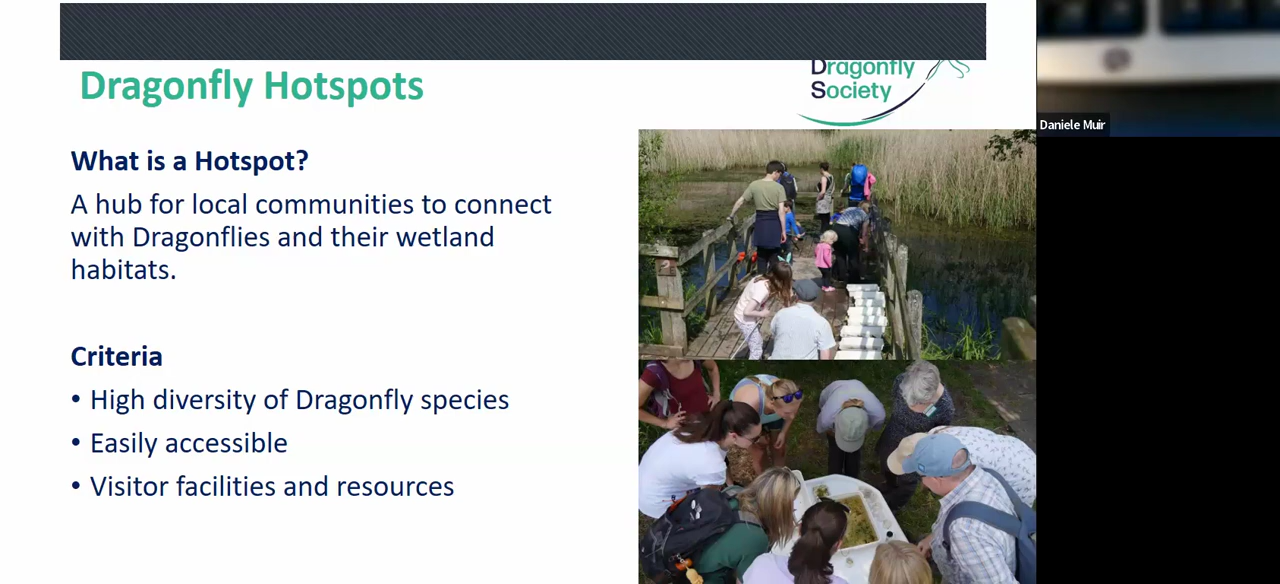 Dragonfly Hotspots
Dragonfly
Society
What is a Hotspot?
A hub for local communities to connect
with Dragonflies and their wetland
habitats.
Criteria
• High diversity of Dragonfly species
• Easily accessible
• Visitor facilities and resources
Daniele Muir